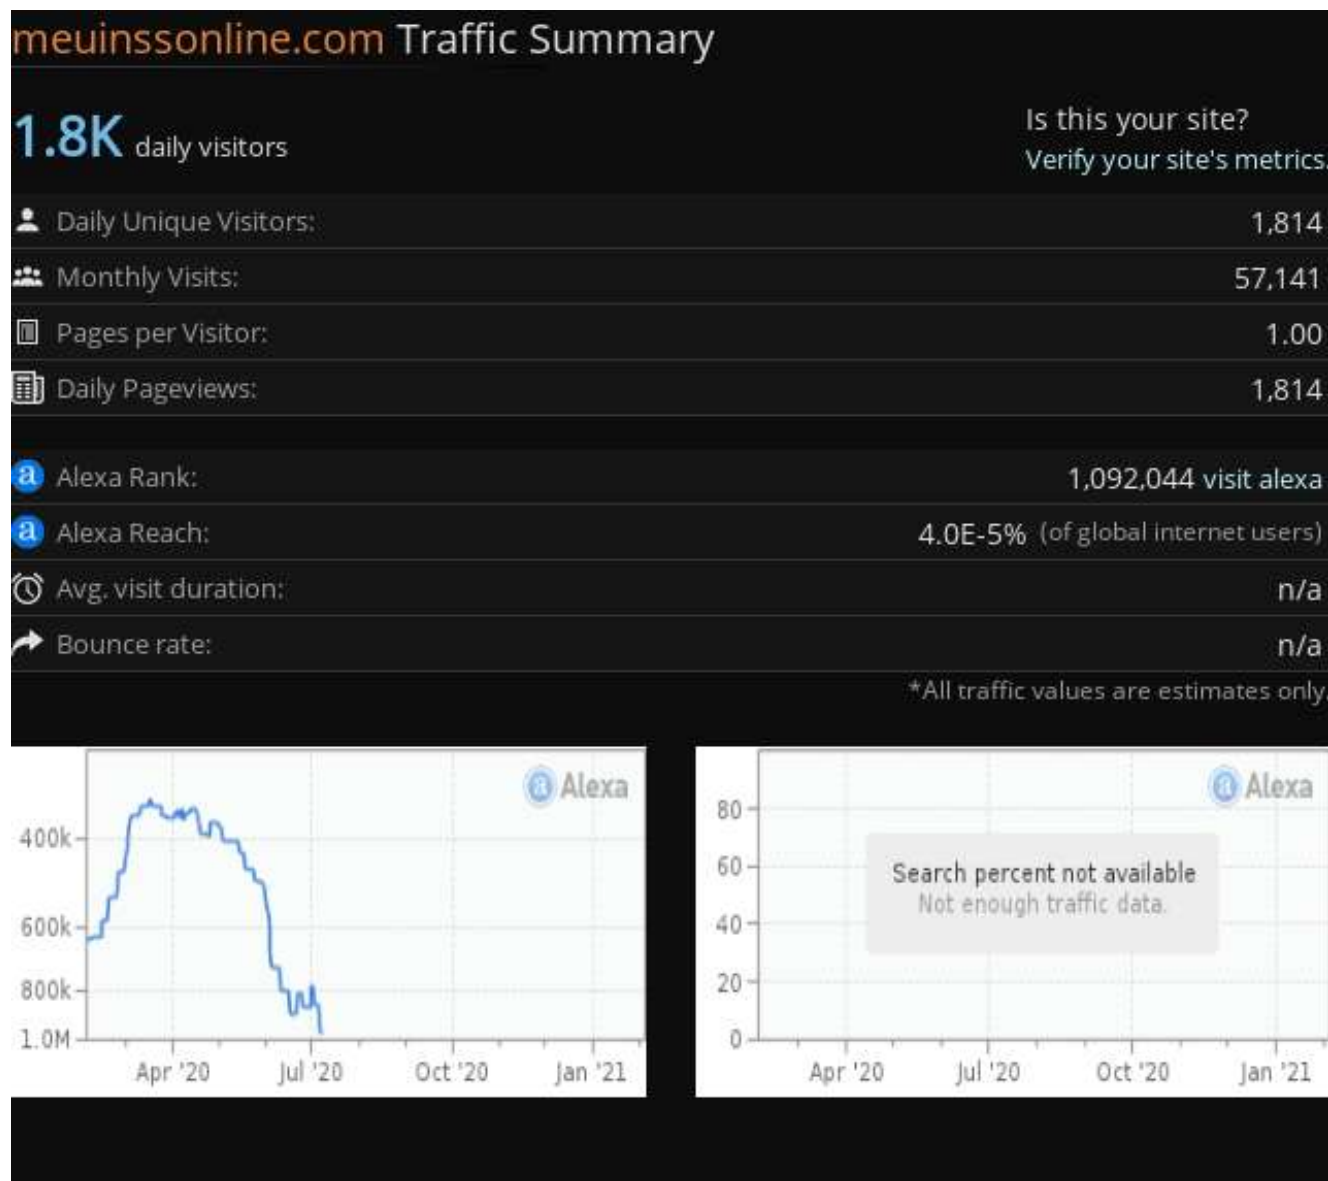 meuinssonline.com Traffic Summary
1.8K daily visitors
Is this your site?
Verify your site's metrics.
Daily Unique Visitors: 1,814
Monthly Visits: 57,141
Pages per Visitor: 1.00
Daily Pageviews: 1,814
a Alexa Rank: 1,092,044 visit alexa
a Alexa Reach: 4.0E-5% (of global internet users)
Avg. visit duration: n/a
Bounce rate: n/a
*All traffic values are estimates only.
a Alexa
400k
600k
800k
1.0M
Apr '20 Jul '20 Oct '20 Jan '21
a Alexa
80
60
40
20
0
Search percent not available
Not enough traffic data.
Apr '20 Jul '20 Oct '20 Jan '21